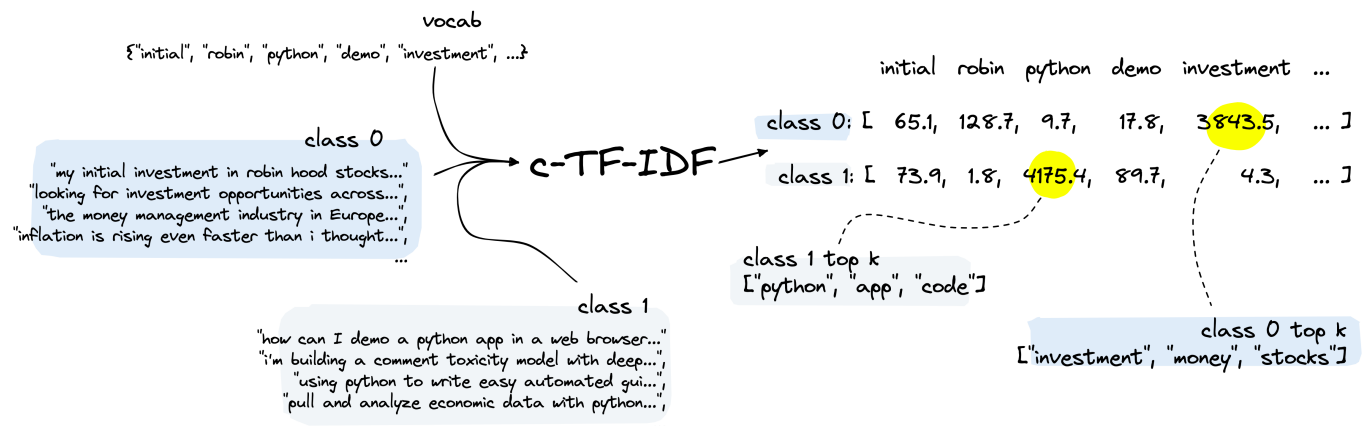 vocab
{"initial", "robin", "python", "demo", "investment", ...}
class 0
"my initial investment in robin hood stocks..."
"looking for investment opportunities across...",
"the money management industry in Europe...",
"inflation is rising even faster than i thought...",
...
c-TF-IDF
class 1
"how can I demo a python app in a web browser..."
"i'm building a comment toxicity model with deep...",
"using python to write easy automated gui...",
"pull and analyze economic data with python...",
initial robin python demo investment ...
class 0: [ 65.1, 128.7, 9.7, 17.8, 3843.5, ... ]
class 1: [ 73.9, 1.8, 4175.4, 89.7, 4.3, ... ]
class 1 top k
["python", "app", "code"]
class 0 top k
["investment", "money", "stocks"]